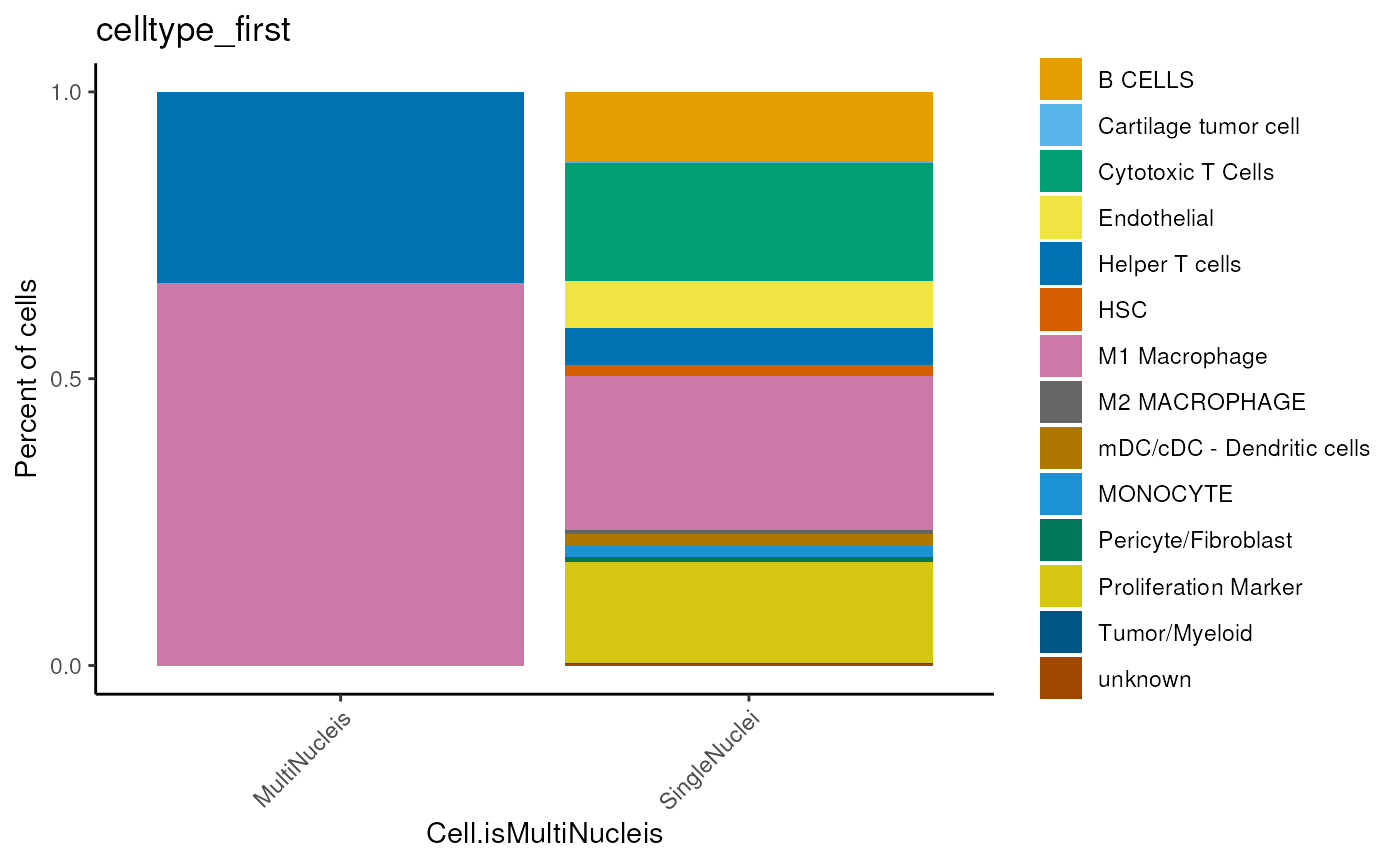 celltype_first
1.0
0.5
0.0
Percent of cells
MultiNucleis
SingleNuclei
Cell.isMultiNucleis
B CELLS
Cartilage tumor cell
Cytotoxic T Cells
Endothelial
Helper T cells
HSC
M1 Macrophage
M2 MACROPHAGE
mDC/cDC - Dendritic cells
MONOCYTE
Pericyte/Fibroblast
Proliferation Marker
Tumor/Myeloid
unknown